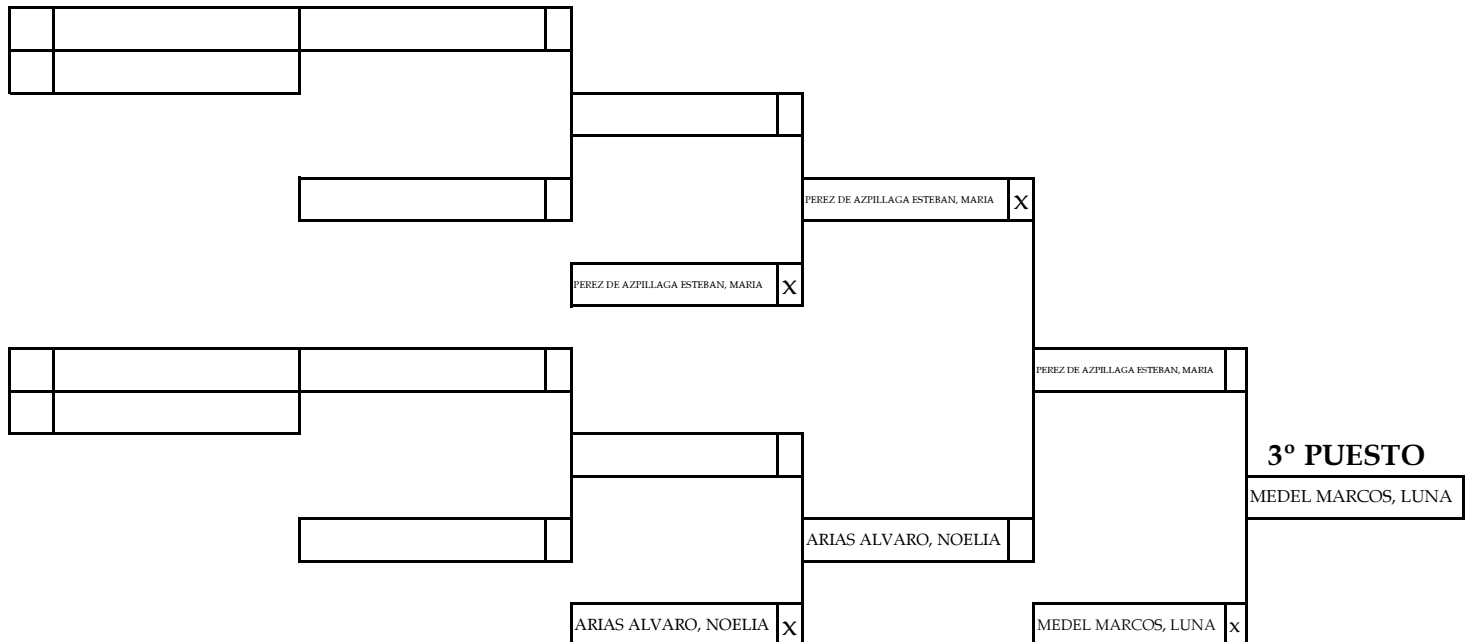 PEREZ DE AZPILLAGA ESTEBAN, MARIA X
PEREZ DE AZPILLAGA ESTEBAN, MARIA X
PEREZ DE AZPILLAGA ESTEBAN, MARIA
3º PUESTO
MEDEL MARCOS, LUNA
ARIAS ALVARO, NOELIA
ARIAS ALVARO, NOELIA X
MEDEL MARCOS, LUNA x